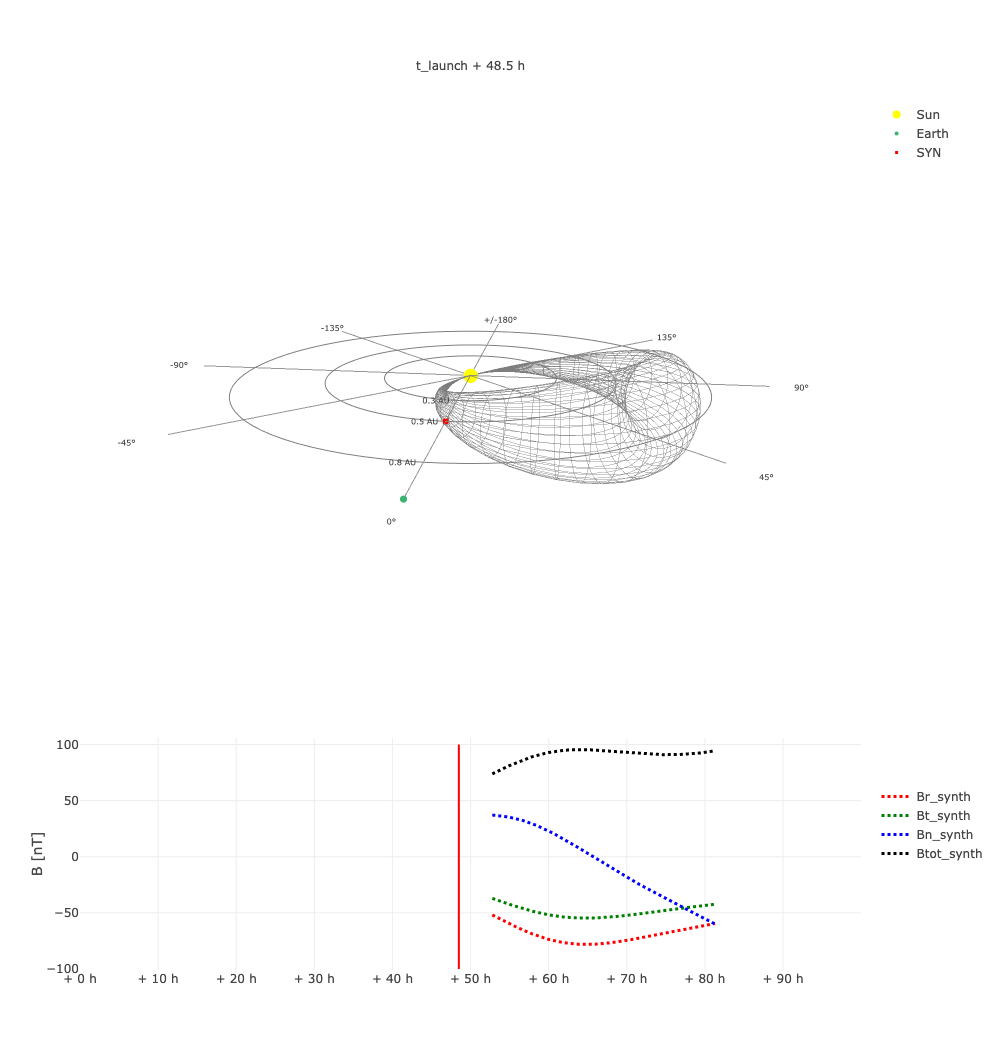 t_launch + 48.5 h
Sun
Earth
SYN
+/-180°
-135°
135°
-90°
90°
0.3 AU
0.5 AU
-45°
0.8 AU
45°
0°
100
50
0
−50
−100
B [nT]
+ 0 h
+ 10 h
+ 20 h
+ 30 h
+ 40 h
+ 50 h
+ 60 h
+ 70 h
+ 80 h
+ 90 h
Br_synth
Bt_synth
Bn_synth
Btot_synth